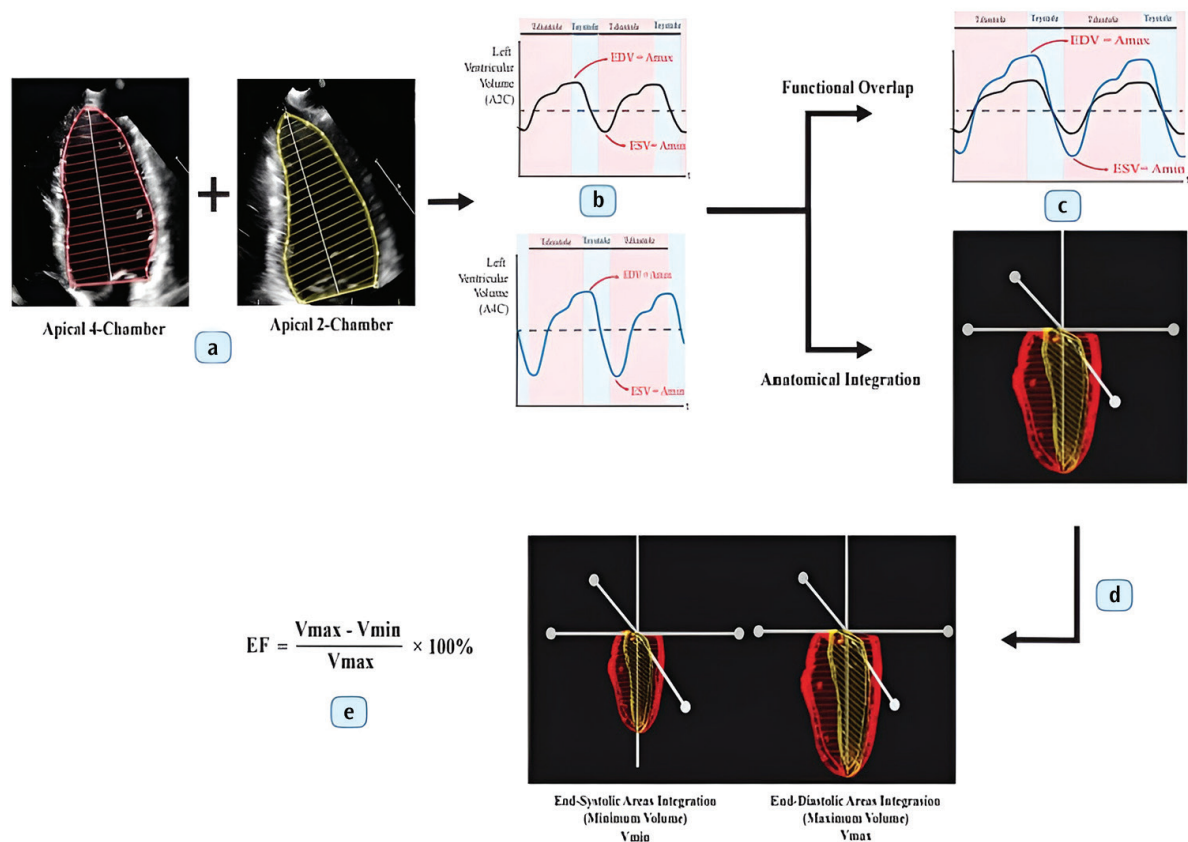 Left
Ventricular
Volume
(A2C)
EDV = Amax
ESV= Amin
t
b
Functional Overlap
EDV = Amax
ESV= Amin
t
c
Apical 4-Chamber
Apical 2-Chamber
a
Left
Ventricular
Volume
(A4C)
ESV= Amin
t
Anatomical Integration
d
EF = Vmax - Vmin / Vmax × 100%
e
End-Systolic Areas Integration
(Minimum Volume)
Vmin
End-Diastolic Areas Integration
(Maximum Volume)
Vmax